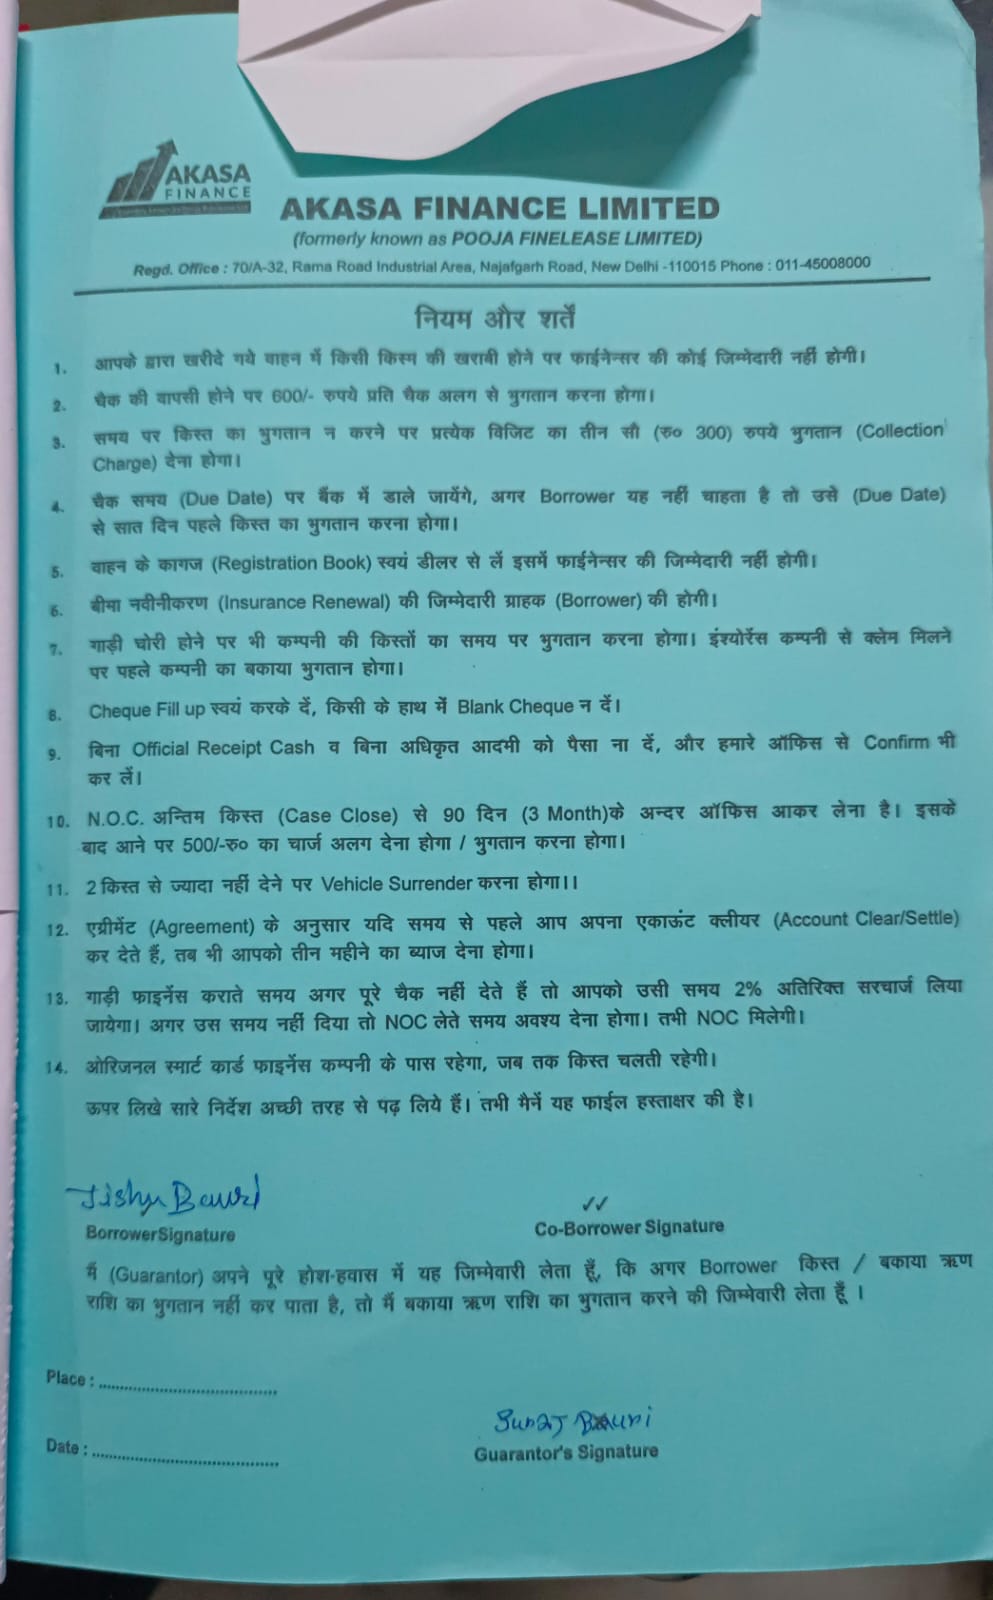 AKASA
FINANCE
AKASA FINANCE LIMITED
(formerly known as POOJA FINELEASE LIMITED)
Regd. Office : 70/A-32, Rama Road Industrial Area, Najafgarh Road, New Delhi -110015 Phone : 011-45008000
नियम और शर्तें
1. आपके द्वारा खरीदे गये वाहन में किसी किस्म की खराबी होने पर फाईनेन्सर की कोई जिम्मेदारी नहीं होगी।
2. चैक की वापसी होने पर 600/- रुपये प्रति चैक अलग से भुगतान करना होगा।
3. समय पर किस्त का भुगतान न करने पर प्रत्येक विजिट का तीन सौ (रु० 300) रुपये भुगतान (Collection
Charge) देना होगा।
4. चैक समय (Due Date) पर बैंक में डाले जायेंगे, अगर Borrower यह नहीं चाहता है तो उसे (Due Date)
से सात दिन पहले किस्त का भुगतान करना होगा।
5. वाहन के कागज (Registration Book) स्वयं डीलर से लें इसमें फाईनेन्सर की जिम्मेदारी नहीं होगी।
6. बीमा नवीनीकरण (Insurance Renewal) की जिम्मेदारी ग्राहक (Borrower) की होगी।
7. गाड़ी चोरी होने पर भी कम्पनी की किस्तों का समय पर भुगतान करना होगा। इंश्योरेंस कम्पनी से क्लेम मिलने
पर पहले कम्पनी का बकाया भुगतान होगा।
8. Cheque Fill up स्वयं करके दें, किसी के हाथ में Blank Cheque न दें।
9. बिना Official Receipt Cash व बिना अधिकृत आदमी को पैसा ना दें, और हमारे ऑफिस से Confirm भी
कर लें।
10. N.O.C. अन्तिम किस्त (Case Close) से 90 दिन (3 Month)के अन्दर ऑफिस आकर लेना है। इसके
बाद आने पर 500/-रु० का चार्ज अलग देना होगा / भुगतान करना होगा।
11. 2 किस्त से ज्यादा नहीं देने पर Vehicle Surrender करना होगा।।
12. एग्रीमेंट (Agreement) के अनुसार यदि समय से पहले आप अपना एकाऊंट क्लीयर (Account Clear/Settle)
कर देते हैं, तब भी आपको तीन महीने का ब्याज देना होगा।
13. गाड़ी फाइनेंस कराते समय अगर पूरे चैक नहीं देते हैं तो आपको उसी समय 2% अतिरिक्त सरचार्ज लिया
जायेगा। अगर उस समय नहीं दिया तो NOC लेते समय अवश्य देना होगा। तभी NOC मिलेगी।
14. ओरिजनल स्मार्ट कार्ड फाइनेंस कम्पनी के पास रहेगा, जब तक किस्त चलती रहेगी।
ऊपर लिखे सारे निर्देश अच्छी तरह से पढ़ लिये हैं। तभी मैनें यह फाईल हस्ताक्षर की है।
Bauri
BorrowerSignature
Co-Borrower Signature
मैं (Guarantor) अपने पूरे होश-हवास में यह जिम्मेवारी लेता हूँ, कि अगर Borrower किस्त / बकाया ऋण
राशि का भुगतान नहीं कर पाता है, तो मैं बकाया ऋण राशि का भुगतान करने की जिम्मेवारी लेता हूँ ।
Place : ....................................
Date : ....................................
Bauri
Guarantor's Signature